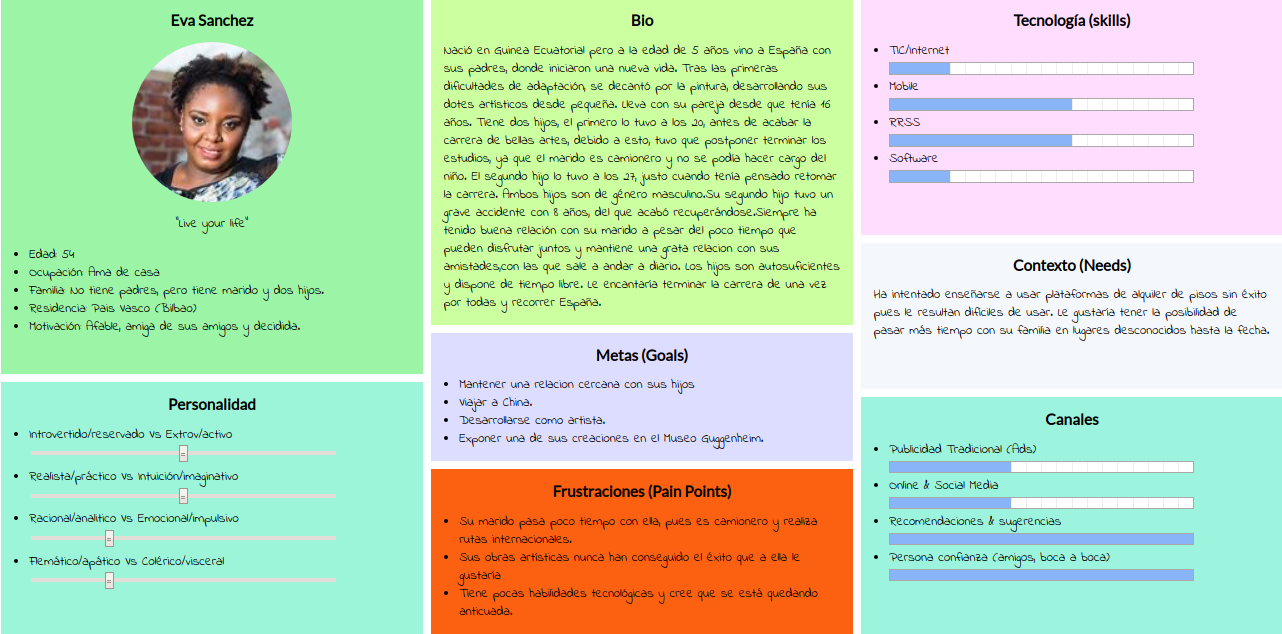 Eva Sanchez
"Live your life"
Edad: 54
Ocupación: Ama de casa
Familia: No tiene padres, pero tiene marido y dos hijos.
Residencia: Pais Vasco (Bilbao)
Motivación: Afable, amiga de sus amigos y decidida.
Personalidad
Introvertido/reservado Vs Extrov/activo
Realista/práctico Vs Intuición/imaginativo
Racional/analítico Vs Emocional/impulsivo
Flemático/apático Vs Colérico/visceral
Bio
Nació en Guinea Ecuatorial pero a la edad de 5 años vino a España con
sus padres, donde iniciaron una nueva vida. Tras las primeras
dificultades de adaptación, se decantó por la pintura, desarrollando sus
dotes artísticos desde pequeña. Lleva con su pareja desde que tenía 16
años. Tiene dos hijos, el primero lo tuvo a los 20, antes de acabar la
carrera de bellas artes, debido a esto, tuvo que postponer terminar los
estudios, ya que el marido es camionero y no se podía hacer cargo del
niño. El segundo hijo lo tuvo a los 27, justo cuando tenía pensado retomar
la carrera. Ambos hijos son de género masculino.Su segundo hijo tuvo un
grave accidente con 8 años, del que acabó recuperándose.Siempre ha
tenido buena relación con su marido a pesar del poco tiempo que
pueden disfrutar juntos y mantiene una grata relacion con sus
amistades,con las que sale a andar a diario. Los hijos son autosuficientes
y dispone de tiempo libre. Le encantaría terminar la carrera de una vez
por todas y recorrer España.
Metas (Goals)
Mantener una relacion cercana con sus hijos
Viajar a China.
Desarrollarse como artista.
Exponer una de sus creaciones en el Museo Guggenheim.
Frustraciones (Pain Points)
Su marido pasa poco tiempo con ella, pues es camionero y realiza
rutas internacionales.
Sus obras artísticas nunca han conseguido el éxito que a ella le
gustaría
Tiene pocas habilidades tecnológicas y cree que se está quedando
anticuada.
Tecnología (skills)
TIC/Internet
Mobile
RRSS
Software
Contexto (Needs)
Ha intentado enseñarse a usar plataformas de alquiler de pisos sin éxito
pues le resultan difíciles de usar. Le gustaría tener la posibilidad de
pasar más tiempo con su familia en lugares desconocidos hasta la fecha.
Canales
Publicidad Tradicional (Ads)
Online & Social Media
Recomendaciones & sugerencias
Persona confianza (amigos, boca a boca)